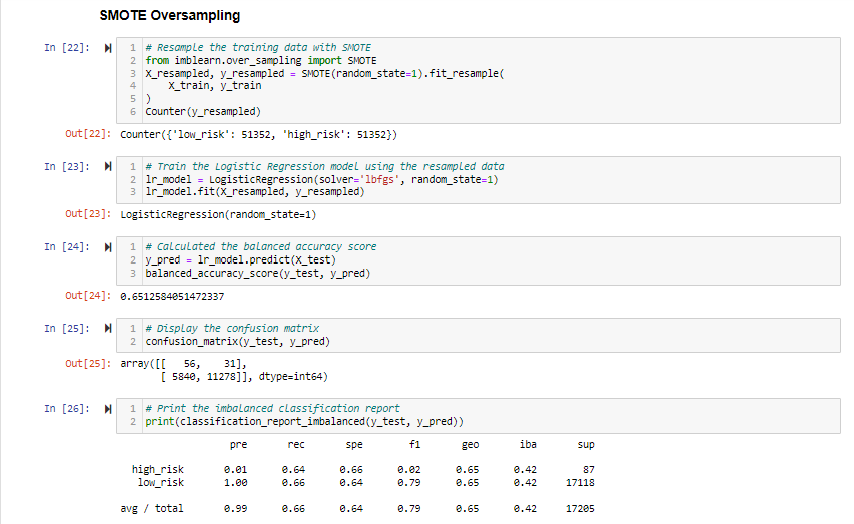 SMOTE Oversampling
In [22]:
1 # Resample the training data with SMOTE
2 from imblearn.over_sampling import SMOTE
3 X_resampled, y_resampled = SMOTE(random_state=1).fit_resample(
4     X_train, y_train
5 )
6 Counter(y_resampled)
Out[22]: Counter({'low_risk': 51352, 'high_risk': 51352})
In [23]:
1 # Train the Logistic Regression model using the resampled data
2 lr_model = LogisticRegression(solver='lbfgs', random_state=1)
3 lr_model.fit(X_resampled, y_resampled)
Out[23]: LogisticRegression(random_state=1)
In [24]:
1 # Calculated the balanced accuracy score
2 y_pred = lr_model.predict(X_test)
3 balanced_accuracy_score(y_test, y_pred)
Out[24]: 0.6512584051472337
In [25]:
1 # Display the confusion matrix
2 confusion_matrix(y_test, y_pred)
Out[25]: array([[   56,    31],
       [ 5840, 11278]], dtype=int64)
In [26]:
1 # Print the imbalanced classification report
2 print(classification_report_imbalanced(y_test, y_pred))
pre rec spe f1 geo iba sup
high_risk 0.01 0.64 0.66 0.02 0.65 0.42 87
low_risk 1.00 0.66 0.64 0.79 0.65 0.42 17118
avg / total 0.99 0.66 0.64 0.79 0.65 0.42 17205